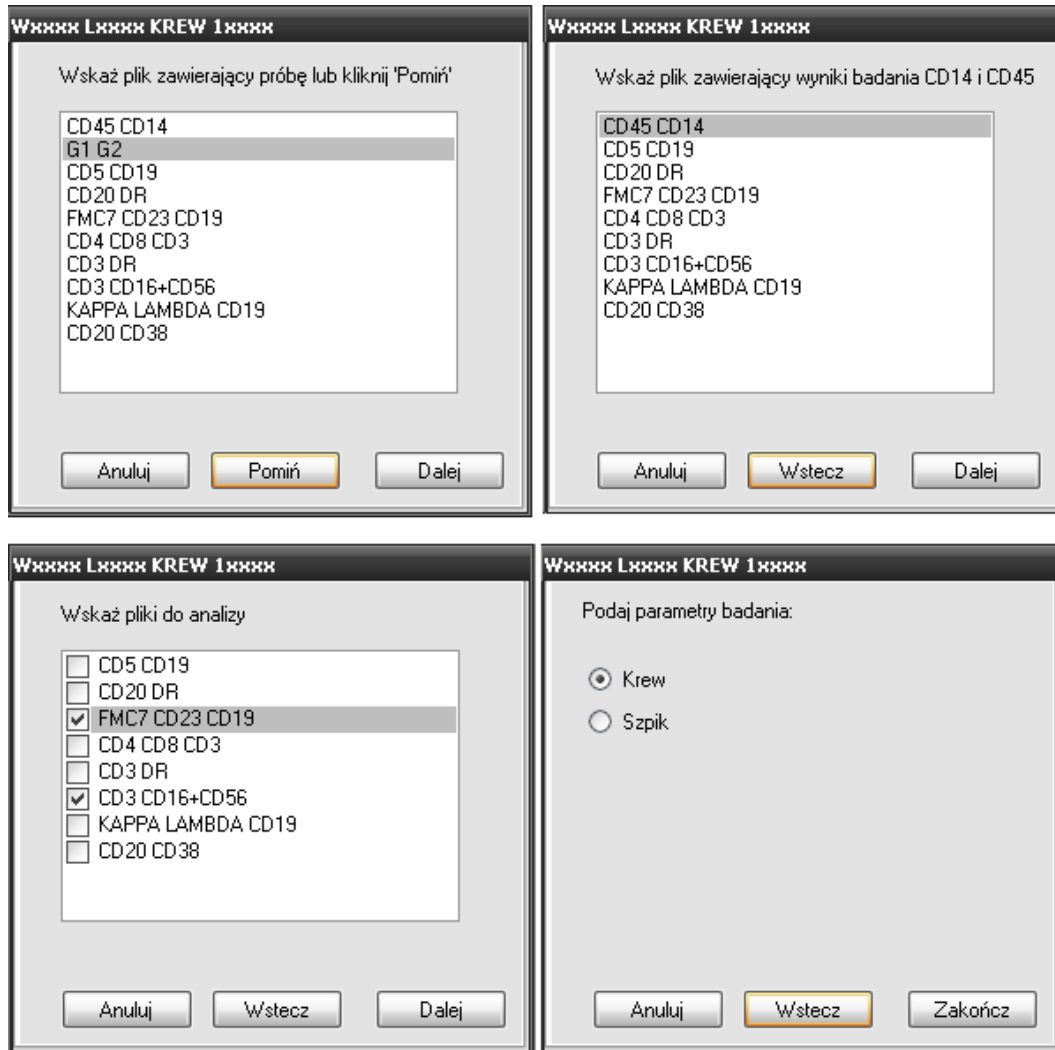 Wxxxx Lxxxx KREW 1xxxx
Wskaż plik zawierający próbę lub kliknij 'Pomiń'
CD45 CD14
G1 G2
CD5 CD19
CD20 DR
FMC7 CD23 CD19
CD4 CD8 CD3
CD3 DR
CD3 CD16+CD56
KAPPA LAMBDA CD19
CD20 CD38
Anuluj
Pomiń
Dalej
Wxxxx Lxxxx KREW 1xxxx
Wskaż plik zawierający wyniki badania CD14 i CD45
CD45 CD14
CD5 CD19
CD20 DR
FMC7 CD23 CD19
CD4 CD8 CD3
CD3 DR
CD3 CD16+CD56
KAPPA LAMBDA CD19
CD20 CD38
Anuluj
Wstecz
Dalej
Wxxxx Lxxxx KREW 1xxxx
Wskaż pliki do analizy
CD5 CD19
CD20 DR
FMC7 CD23 CD19
CD4 CD8 CD3
CD3 DR
CD3 CD16+CD56
KAPPA LAMBDA CD19
CD20 CD38
Anuluj
Wstecz
Dalej
Wxxxx Lxxxx KREW 1xxxx
Podaj parametry badania:
Krew
Szpik
Anuluj
Wstecz
Zakończ